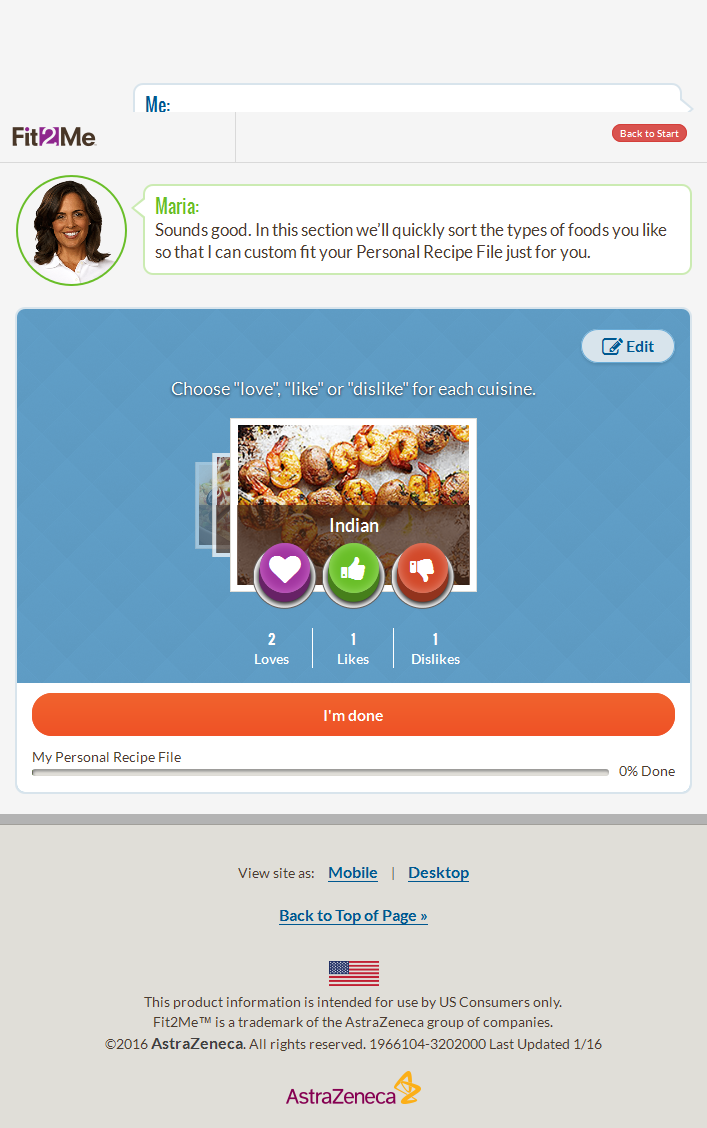 Me:
Fit2Me
Back to Start
Maria:
Sounds good. In this section we’ll quickly sort the types of foods you like
so that I can custom fit your Personal Recipe File just for you.
Edit
Choose "love", "like" or "dislike" for each cuisine.
Indian
2
Loves
1
Likes
1
Dislikes
I'm done
My Personal Recipe File
0% Done
View site as: Mobile | Desktop
Back to Top of Page »
This product information is intended for use by US Consumers only.
Fit2Me™ is a trademark of the AstraZeneca group of companies.
©2016 AstraZeneca. All rights reserved. 1966104-3202000 Last Updated 1/16
AstraZeneca